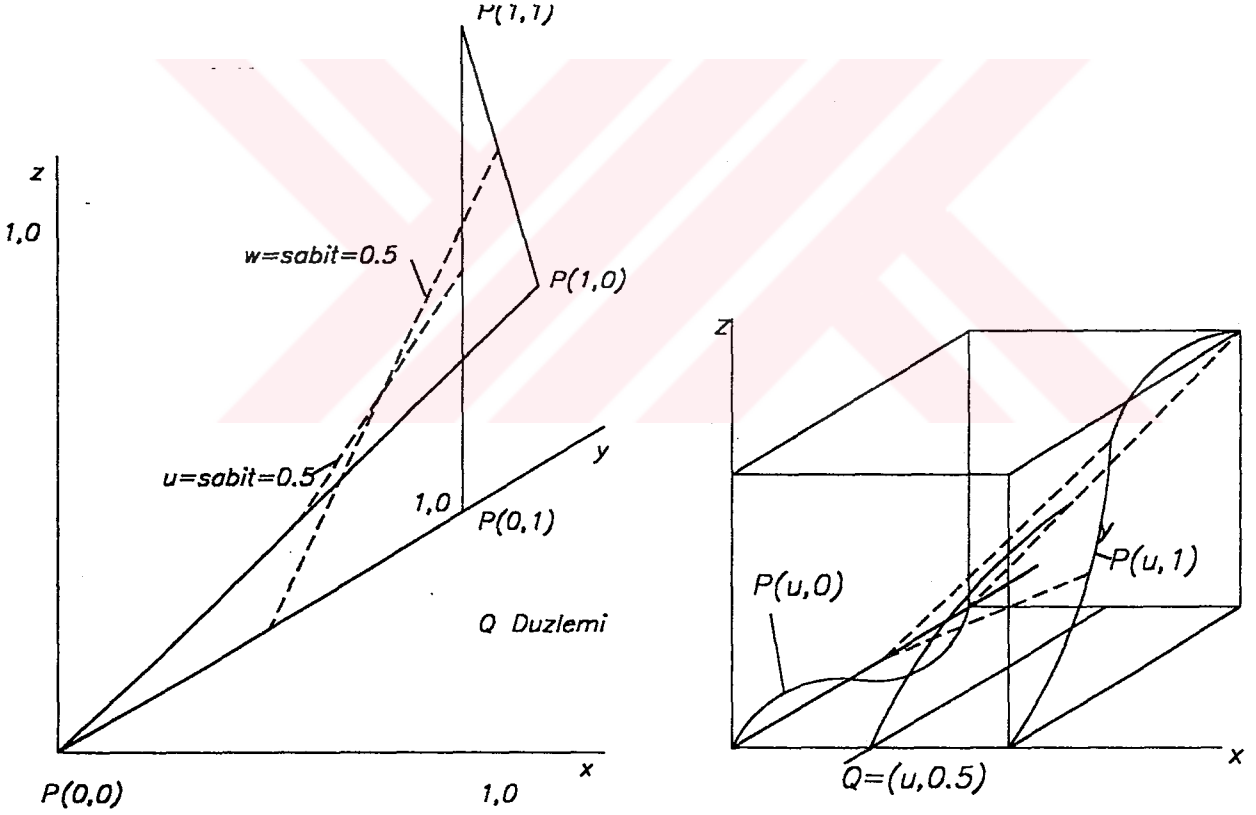 P(1,1)
z
1,0
w=sabit=0.5
P(1,0)
y
u=sabit=0.5
1,0
P(0,1)
Q Duzlemi
x
P(0,0)
1,0
Z
y
P(u,1)
P(u,0)
x
Q=(u,0.5)